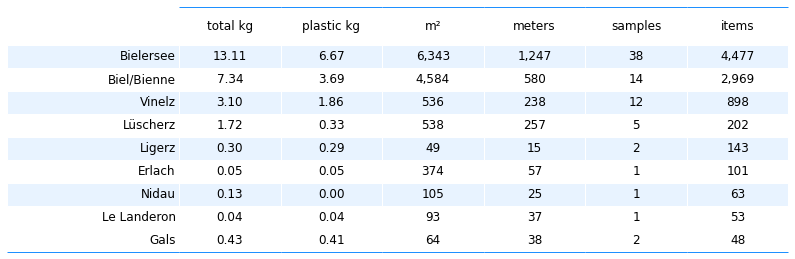 total kg plastic kg m² meters samples items
Bielersee 13.11 6.67 6,343 1,247 38 4,477
Biel/Bienne 7.34 3.69 4,584 580 14 2,969
Vinelz 3.10 1.86 536 238 12 898
Lüscherz 1.72 0.33 538 257 5 202
Ligerz 0.30 0.29 49 15 2 143
Erlach 0.05 0.05 374 57 1 101
Nidau 0.13 0.00 105 25 1 63
Le Landeron 0.04 0.04 93 37 1 53
Gals 0.43 0.41 64 38 2 48